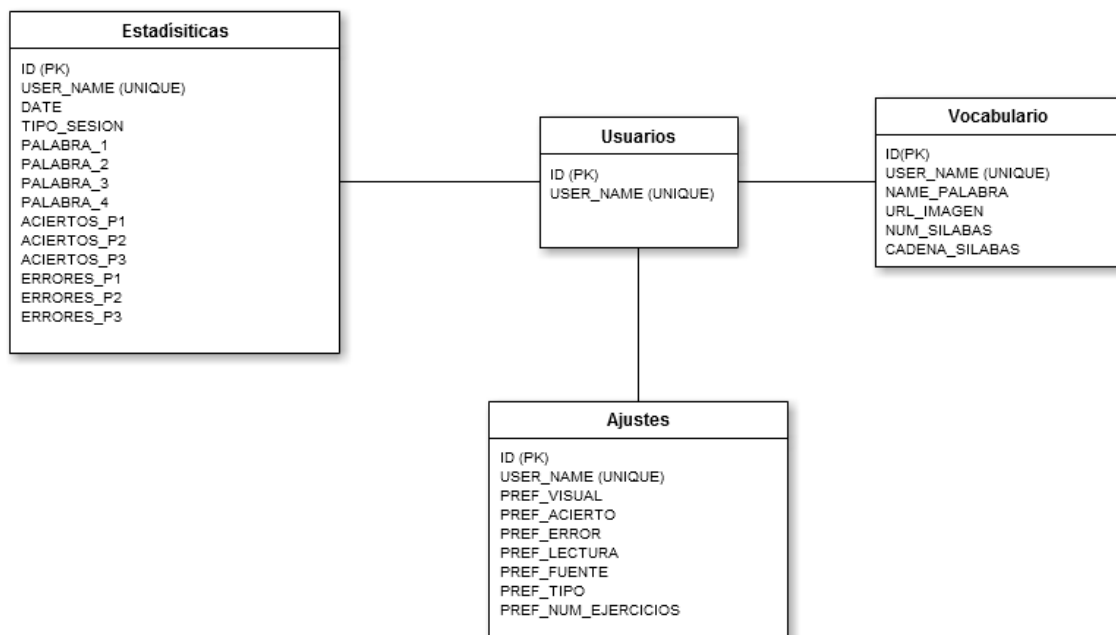 Estadísiticas
ID (PK)
USER_NAME (UNIQUE)
DATE
TIPO_SESION
PALABRA_1
PALABRA_2
PALABRA_3
PALABRA_4
ACIERTOS_P1
ACIERTOS_P2
ACIERTOS_P3
ERRORES_P1
ERRORES_P2
ERRORES_P3
Usuarios
ID (PK)
USER_NAME (UNIQUE)
Vocabulario
ID(PK)
USER_NAME (UNIQUE)
NAME_PALABRA
URL_IMAGEN
NUM_SILABAS
CADENA_SILABAS
Ajustes
ID (PK)
USER_NAME (UNIQUE)
PREF_VISUAL
PREF_ACIERTO
PREF_ERROR
PREF_LECTURA
PREF_FUENTE
PREF_TIPO
PREF_NUM_EJERCICIOS